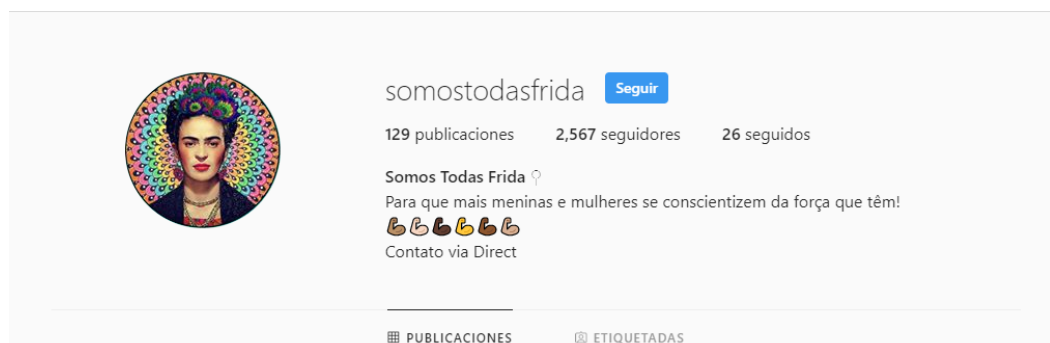 somostodasfrida Seguir
129 publicaciones 2,567 seguidores 26 seguidos
Somos Todas Frida
Para que mais meninas e mulheres se conscientizem da força que têm!
Contato via Direct
PUBLICACIONES ETIQUETADAS